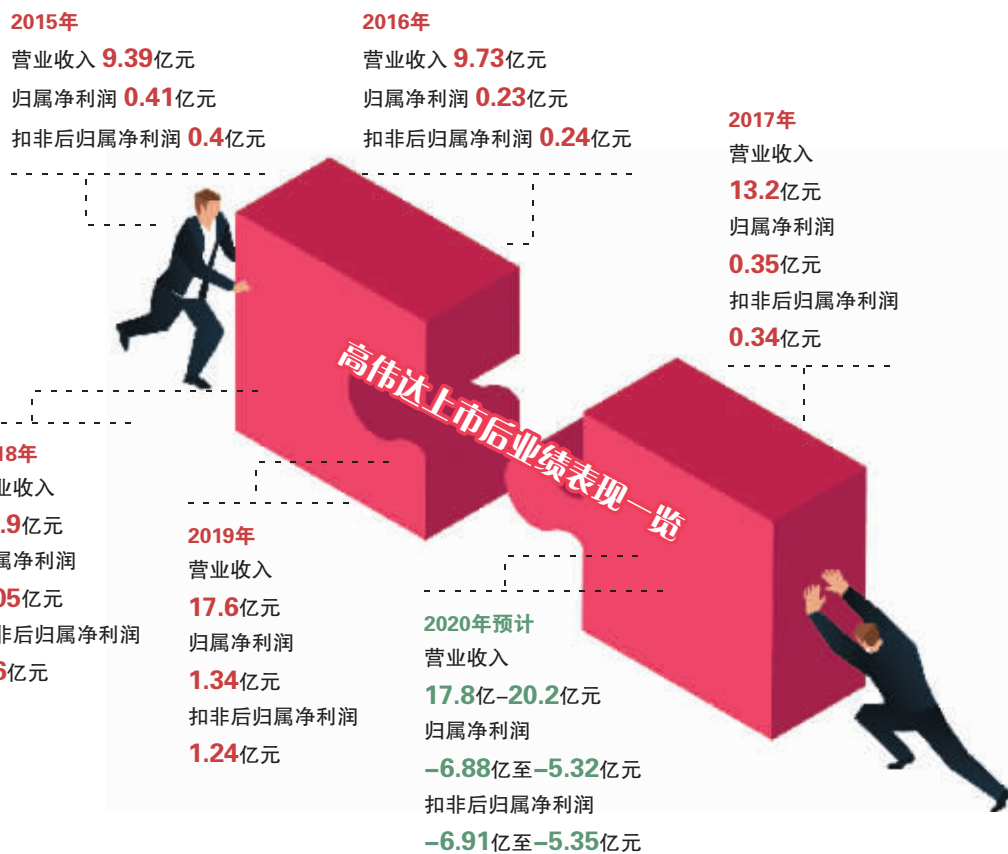 2015年
营业收入 9.39亿元
归属净利润 0.41亿元
扣非后归属净利润 0.4亿元
2016年
营业收入 9.73亿元
归属净利润 0.23亿元
扣非后归属净利润 0.24亿元
2017年
营业收入
13.2亿元
归属净利润
0.35亿元
扣非后归属净利润
0.34亿元
高伟达上市后业绩表现一览
18年
业收入
.9亿元
属净利润
05亿元
非后归属净利润
6亿元
2019年
营业收入
17.6亿元
归属净利润
1.34亿元
扣非后归属净利润
1.24亿元
2020年预计
营业收入
17.8亿–20.2亿元
归属净利润
–6.88亿至–5.32亿元
扣非后归属净利润
–6.91亿至–5.35亿元